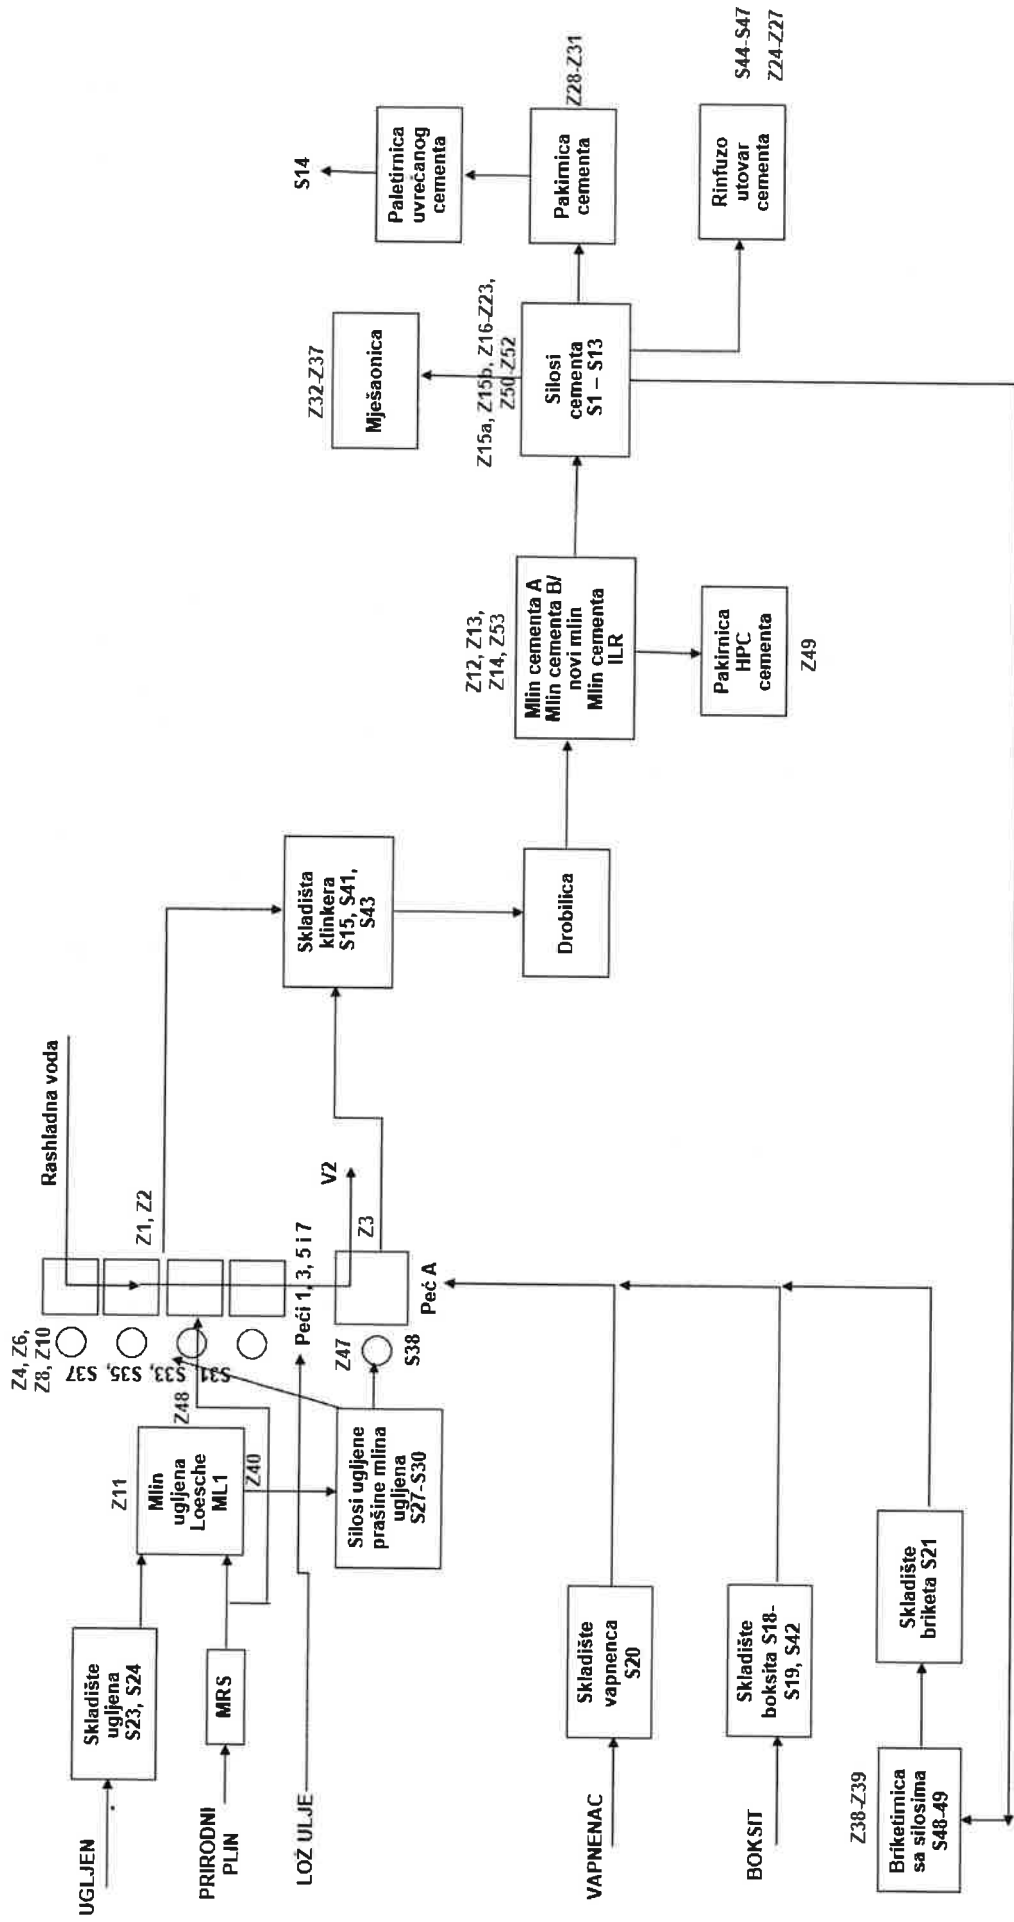 UGLJEN
Skladište
ugljena
S23, S24
PRIRODNI
PLIN
MRS
LOŽ ULJE
Z11
Mlin
ugljena
Loesche
ML1
Z48
Z40
Silosi ugljene
prašine mlina
ugljena
S27-S30
Z4, Z6,
Z8, Z10
S37
S35,
S33,
S31
Z47
S38
Rashladna voda
Z1, Z2
Peći 1, 3, 5 i 7
V2
Z3
Peć A
VAPNENAC
Skladište
vapnenca
S20
BOKSIT
Skladište
boksita S18-
S19, S42
Z38-Z39
Briketirnica
sa silosima
S48-49
Skladište
briketa S21
Skladišta
klinkera
S15, S41,
S43
Drobilica
Z12, Z13,
Z14, Z53
Mlin cementa A
Mlin cementa B/
novi mlin
Mlin cementa
ILR
Pakirnica
HPC
cementa
Z49
Z15a, Z15b, Z16-Z23,
Z50-Z52
Silosi
cementa
S1 – S13
Z32-Z37
Mješaonica
S14
Paletirnica
uvrećanog
cementa
Pakirnica
cementa
Z28-Z31
Rinfuzo
utovar
cementa
S44-S47
Z24-Z27